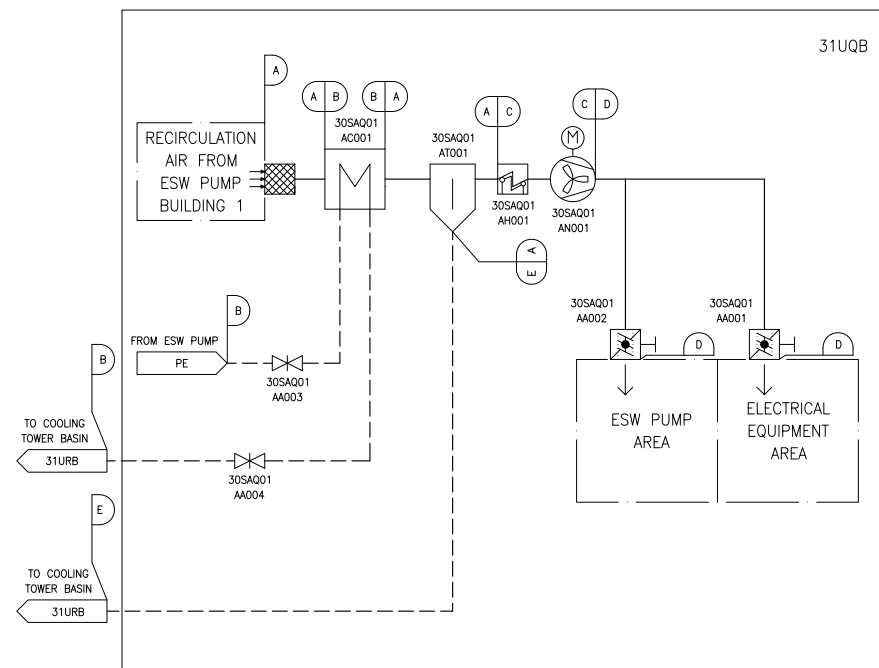 31UQB
A
A B
B A
30SAQ01
AC001
30SAQ01
AT001
A C
C D
M
RECIRCULATION
AIR FROM
ESW PUMP
BUILDING 1
30SAQ01
AH001
30SAQ01
AN001
E A
B
FROM ESW PUMP
PE
30SAQ01
AA003
30SAQ01
AA002
30SAQ01
AA001
D
D
B
ESW PUMP
AREA
ELECTRICAL
EQUIPMENT
AREA
TO COOLING
TOWER BASIN
31URB
30SAQ01
AA004
E
TO COOLING
TOWER BASIN
31URB